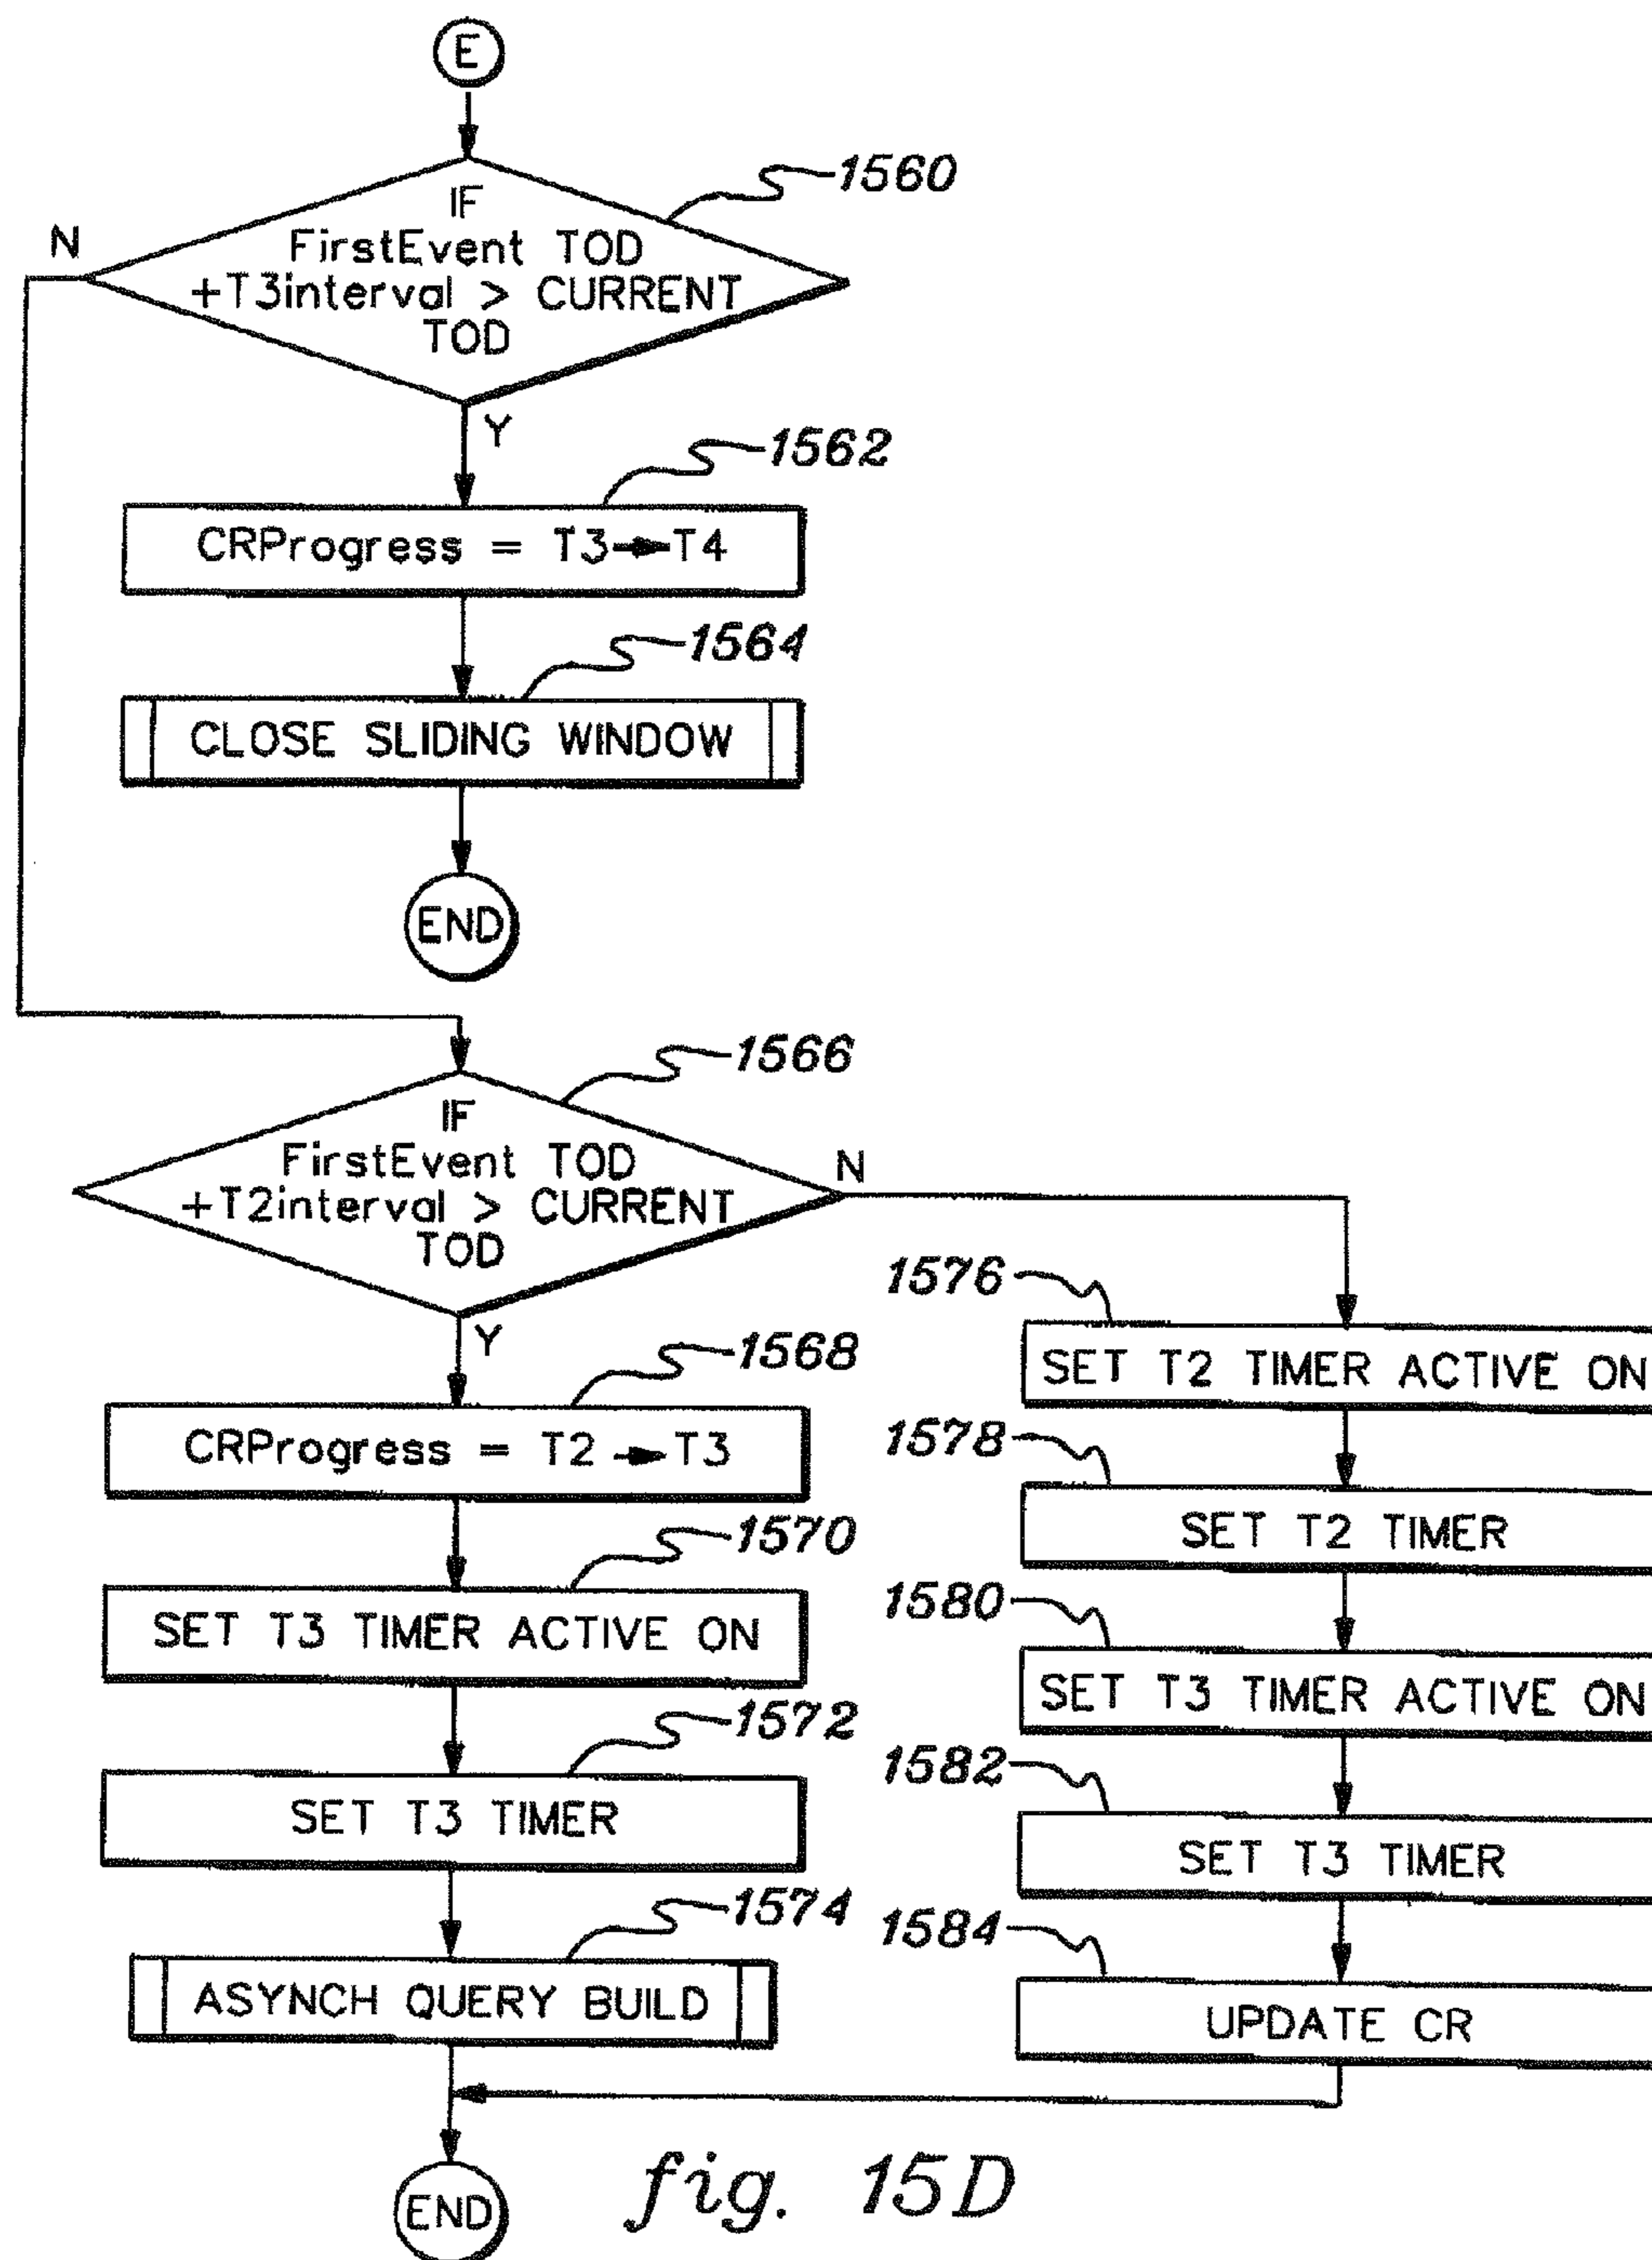 E
1560
IF
N
FirstEvent TOD
+T3interval > CURRENT
TOD
Y
1562
CRProgress = T3→T4
1564
CLOSE SLIDING WINDOW
END
1566
IF
FirstEvent TOD
N
+T2interval > CURRENT
TOD
Y
1568
CRProgress = T2→T3
1570
SET T3 TIMER ACTIVE ON
1572
SET T3 TIMER
1574
ASYNCH QUERY BUILD
1576
SET T2 TIMER ACTIVE ON
1578
SET T2 TIMER
1580
SET T3 TIMER ACTIVE ON
1582
SET T3 TIMER
1584
UPDATE CR
END
fig. 15D